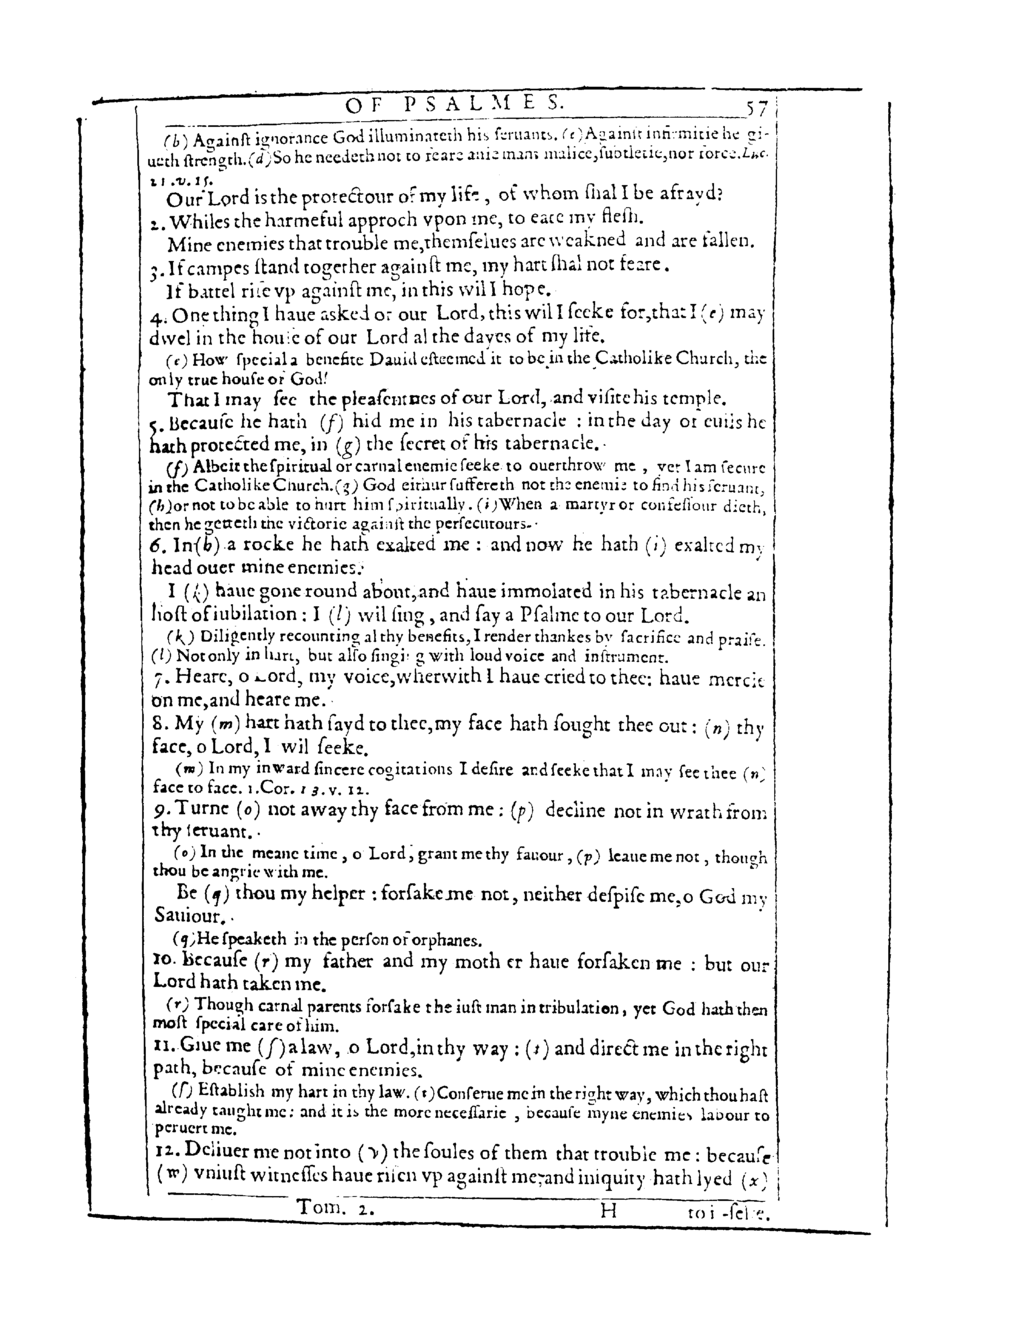 OF PSALMES. 57
(b) Againſt ignorance God illuminateth his ſeruants. (c) Againſt infirmitie he gi-
ueth ſtrength. (d) So he needeth not to feare anie mans malice, ſubtletie, nor force. Luc.
21.v.15.
Our Lord is the protectour of my life, of whom ſhal I be afrayd?
2. Whiles the harmeful approch vpon me, to eate my fleſh.
Mine enemies that trouble me, themſelues are weakned and are fallen.
3. If campes ſtand together againſt me, my hart ſhal not feare.
If battel riſe vp againſt me, in this wil I hope.
4. One thing I haue asked of our Lord, this wil I ſeeke for, that I (e) may
dwel in the houſe of our Lord al the dayes of my life.
(e) How ſpecial a benefite Dauid eſteemed it to be in the Catholike Church, the
only true houſe of God!
That I may ſee the pleaſentnes of our Lord, and viſite his temple.
5. Becauſe he hath (f) hid me in his tabernacle : in the day of euils he
hath protected me, in (g) the ſecret of his tabernacle.
(f) Albeit the ſpiritual or carnal enemie ſeeke to ouerthrow me, yet I am ſecure
in the Catholike Church. (g) God either ſuffereth not the enemie to find his ſeruant,
(h) or not to be able to hurt him ſpiritually. (i) When a martyr or confeſſour dieth,
then he getteth the victorie againſt the perſecutours.
6. In (h) a rocke he hath exalted me : and now he hath (i) exalted my
head ouer mine enemies:
I (k) haue gone round about, and haue immolated in his tabernacle an
hoſt of iubilation : I (l) wil ſing, and ſay a Pſalme to our Lord.
(k) Diligently recounting al thy benefits, I render thankes by ſacrifice and praiſe.
(l) Not only in hart, but alſo ſinging with loud voice and inſtrument.
7. Heare, o Lord, my voice, wherwith I haue cried to thee: haue mercie
on me, and heare me.
8. My (m) hart hath ſayd to thee, my face hath ſought thee out : (n) thy
face, o Lord, I wil ſeeke.
(m) In my inward ſincere cogitations I deſire and ſeeke that I may ſee thee (n)
face to face. 1.Cor. 13. v. 12.
9. Turne (o) not away thy face from me : (p) decline not in wrath from
thy ſeruant.
(o) In the meane time, o Lord, grant me thy fauour, (p) leaue me not, though
thou be angrie with me.
Be (q) thou my helper : forſake me not, neither deſpiſe me, o God my
Sauiour.
(q) He ſpeaketh in the perſon of orphanes.
10. Becauſe (r) my father and my mother haue forſaken me : but our
Lord hath taken me.
(r) Though carnal parents forſake the iuſt man in tribulation, yet God hath then
moſt ſpecial care of him.
11. Giue me (ſ) a law, o Lord, in thy way : (t) and direct me in the right
path, becauſe of mine enemies.
(ſ) Eſtablish my hart in thy law. (t) Conſerue me in the right way, which thou haſt
already taught me: and it is the more neceſſarie, becauſe myne enemies labour to
peruert me.
12. Deliuer me not into (v) the ſoules of them that trouble me : becauſe
(w) vniuſt witneſſes haue riſen vp againſt me, and iniquity hath lyed (x)
Tom. 2. H to it-ſelfe.